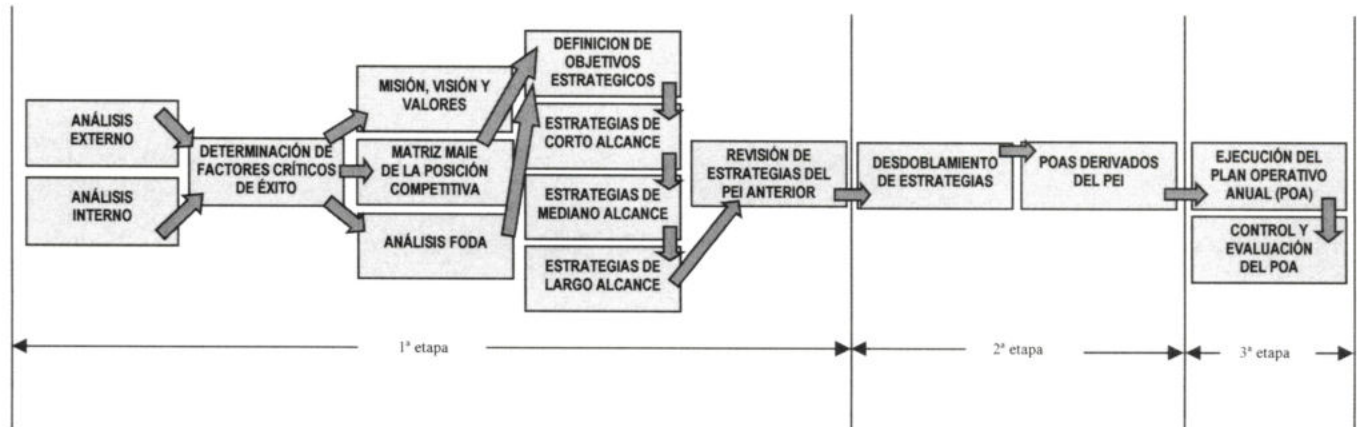 ANÁLISIS
EXTERNO
ANÁLISIS
INTERNO
DETERMINACIÓN DE
FACTORES CRÍTICOS
DE ÉXITO
MISIÓN, VISIÓN Y
VALORES
MATRIZ MAIE
DE LA POSICIÓN
COMPETITIVA
ANÁLISIS FODA
DEFINICION DE
OBJETIVOS
ESTRATEGICOS
ESTRATEGIAS DE
CORTO ALCANCE
ESTRATEGIAS DE
MEDIANO ALCANCE
ESTRATEGIAS DE
LARGO ALCANCE
REVISIÓN DE
ESTRATEGIAS DEL
PEI ANTERIOR
DESDOBLAMIENTO
DE ESTRATEGIAS
POAS DERIVADOS
DEL PEI
EJECUCIÓN DEL
PLAN OPERATIVO
ANUAL (POA)
CONTROL Y
EVALUACIÓN
DEL POA
1ª etapa
2ª etapa
3ª etapa